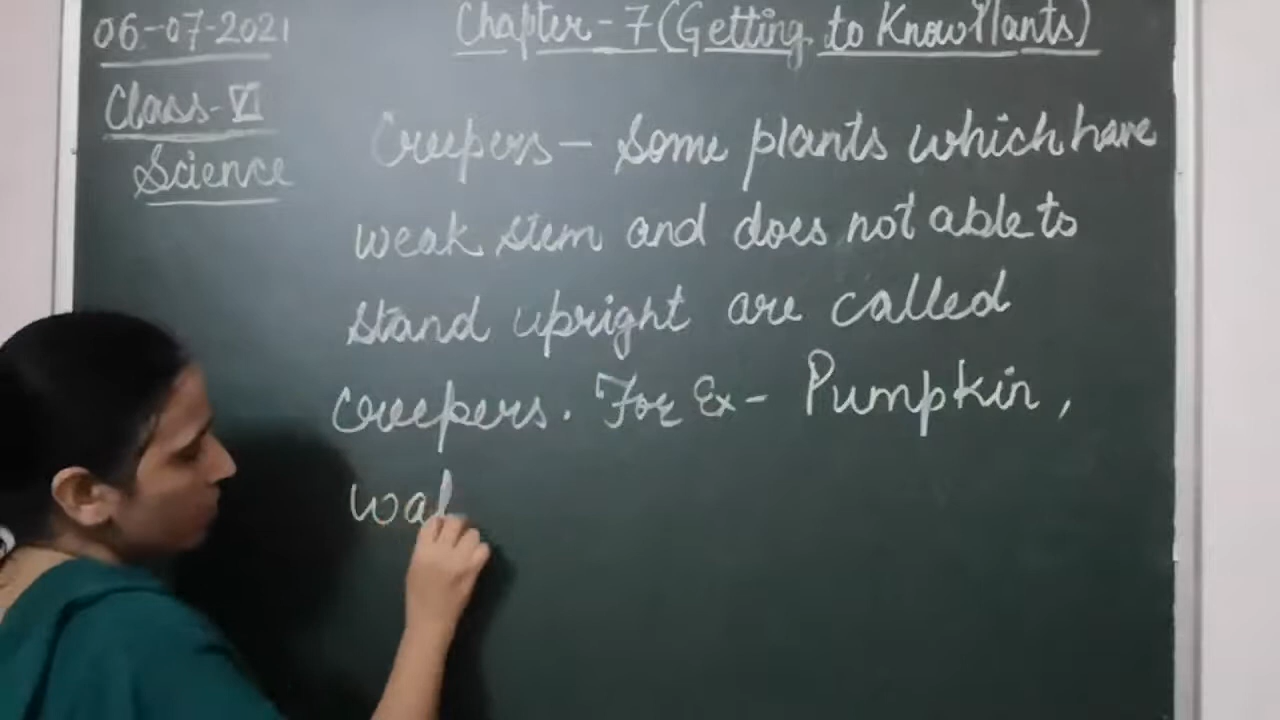 06-07-2021
Chapter-7(Getting to Know Plants)
Class-VI
Science
Creepers- Some plants which have
weak stem and does not able to
stand upright are called
creepers. For Ex- Pumpkin,